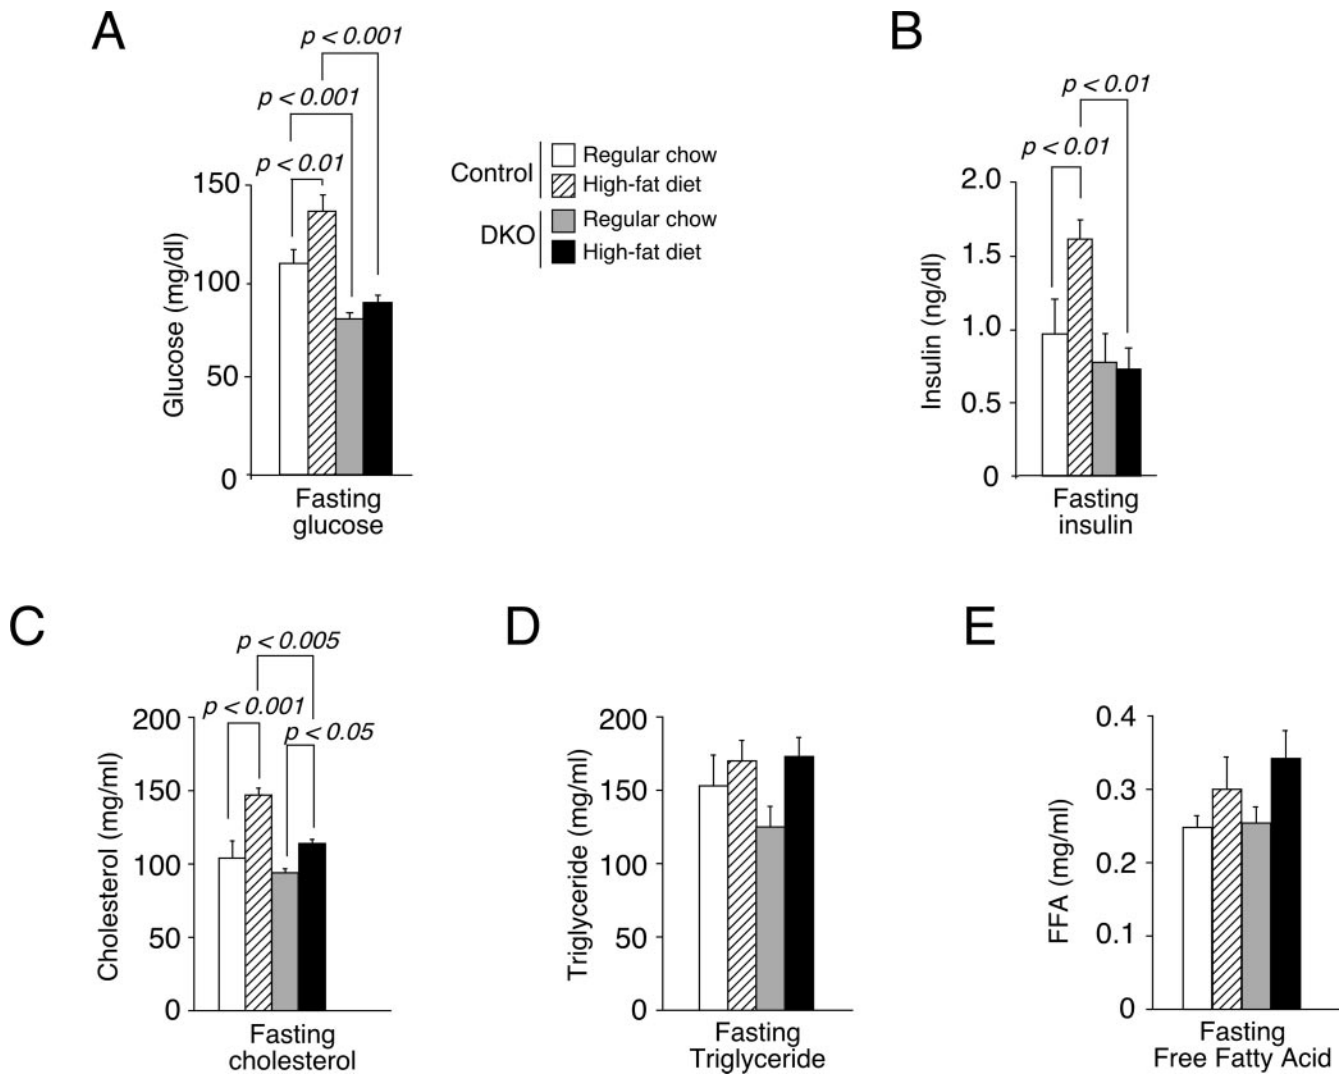 A
B
p < 0.001
p < 0.001
p < 0.01
150
100
50
0
Glucose (mg/dl)
Fasting
glucose
Control
Regular chow
High-fat diet
DKO
Regular chow
High-fat diet
p < 0.01
p < 0.01
2.0
1.5
1.0
0.5
0
Insulin (ng/dl)
Fasting
insulin
C
D
E
p < 0.005
p < 0.001
p < 0.05
200
150
100
50
0
Cholesterol (mg/ml)
Fasting
cholesterol
200
150
100
50
0
Triglyceride (mg/ml)
Fasting
Triglyceride
0.4
0.3
0.2
0.1
0
FFA (mg/ml)
Fasting
Free Fatty Acid